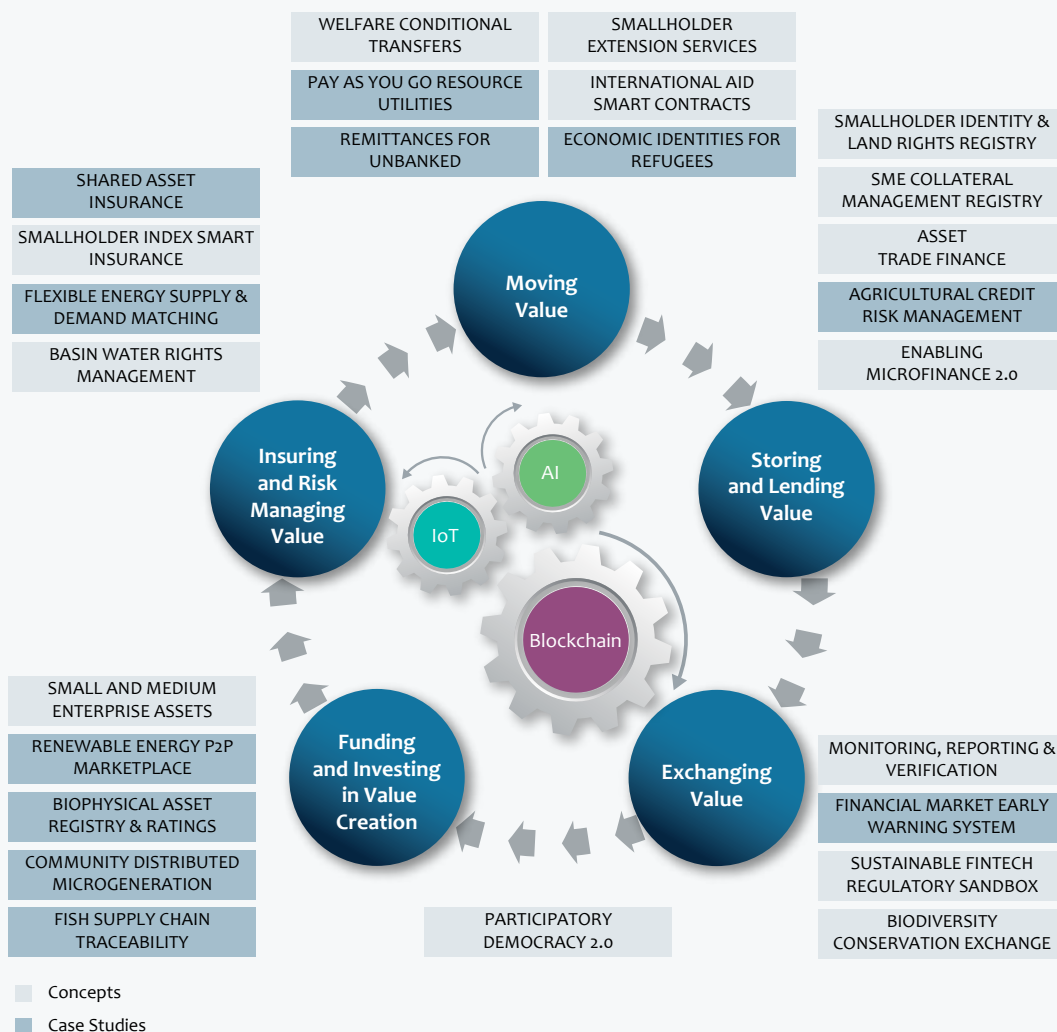 WELFARE CONDITIONAL
TRANSFERS
SMALLHOLDER
EXTENSION SERVICES
PAY AS YOU GO RESOURCE
UTILITIES
INTERNATIONAL AID
SMART CONTRACTS
REMITTANCES FOR
UNBANKED
ECONOMIC IDENTITIES FOR
REFUGEES
SMALLHOLDER IDENTITY &
LAND RIGHTS REGISTRY
SME COLLATERAL
MANAGEMENT REGISTRY
ASSET
TRADE FINANCE
AGRICULTURAL CREDIT
RISK MANAGEMENT
ENABLING
MICROFINANCE 2.0
SHARED ASSET
INSURANCE
SMALLHOLDER INDEX SMART
INSURANCE
FLEXIBLE ENERGY SUPPLY &
DEMAND MATCHING
BASIN WATER RIGHTS
MANAGEMENT
Moving
Value
Insuring
and Risk
Managing
Value
AI
IoT
Blockchain
Storing
and Lending
Value
Funding
and Investing
in Value
Creation
Exchanging
Value
SMALL AND MEDIUM
ENTERPRISE ASSETS
RENEWABLE ENERGY P2P
MARKETPLACE
BIOPHYSICAL ASSET
REGISTRY & RATINGS
COMMUNITY DISTRIBUTED
MICROGENERATION
FISH SUPPLY CHAIN
TRACEABILITY
PARTICIPATORY
DEMOCRACY 2.0
MONITORING, REPORTING &
VERIFICATION
FINANCIAL MARKET EARLY
WARNING SYSTEM
SUSTAINABLE FINTECH
REGULATORY SANDBOX
BIODIVERSITY
CONSERVATION EXCHANGE
Concepts
Case Studies